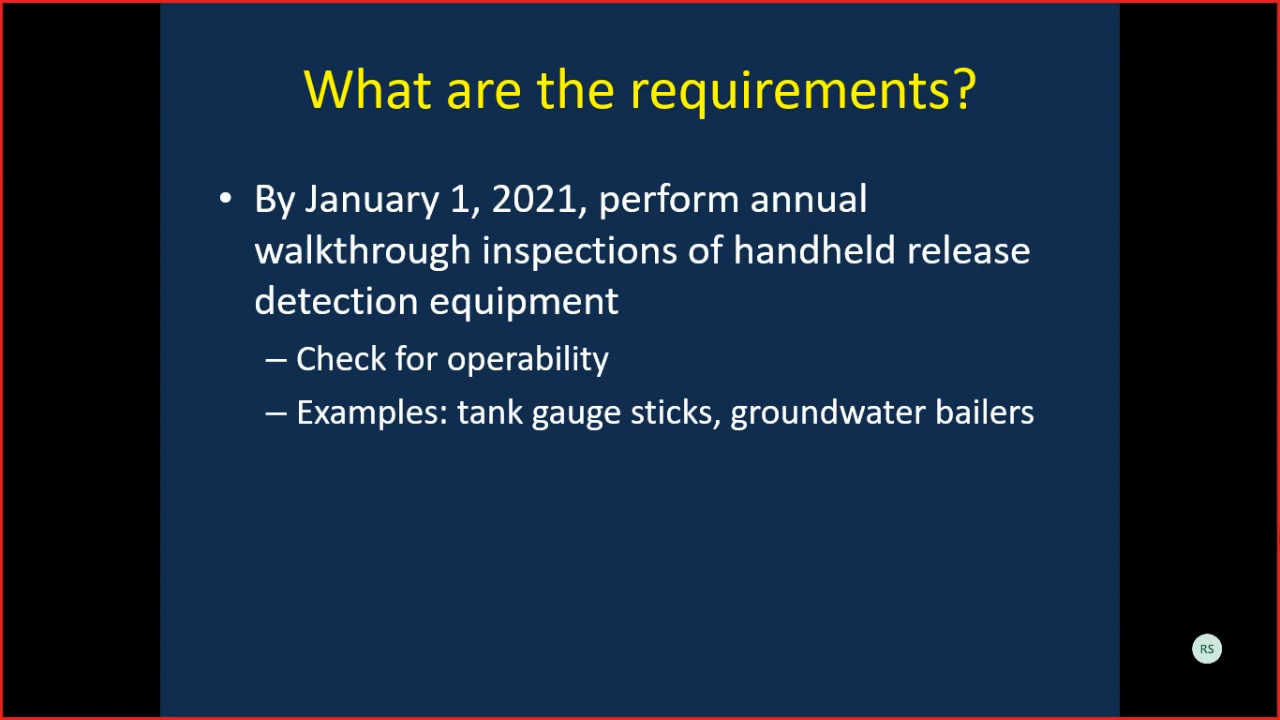 What are the requirements?
• By January 1, 2021, perform annual
walkthrough inspections of handheld release
detection equipment
– Check for operability
– Examples: tank gauge sticks, groundwater bailers
RS